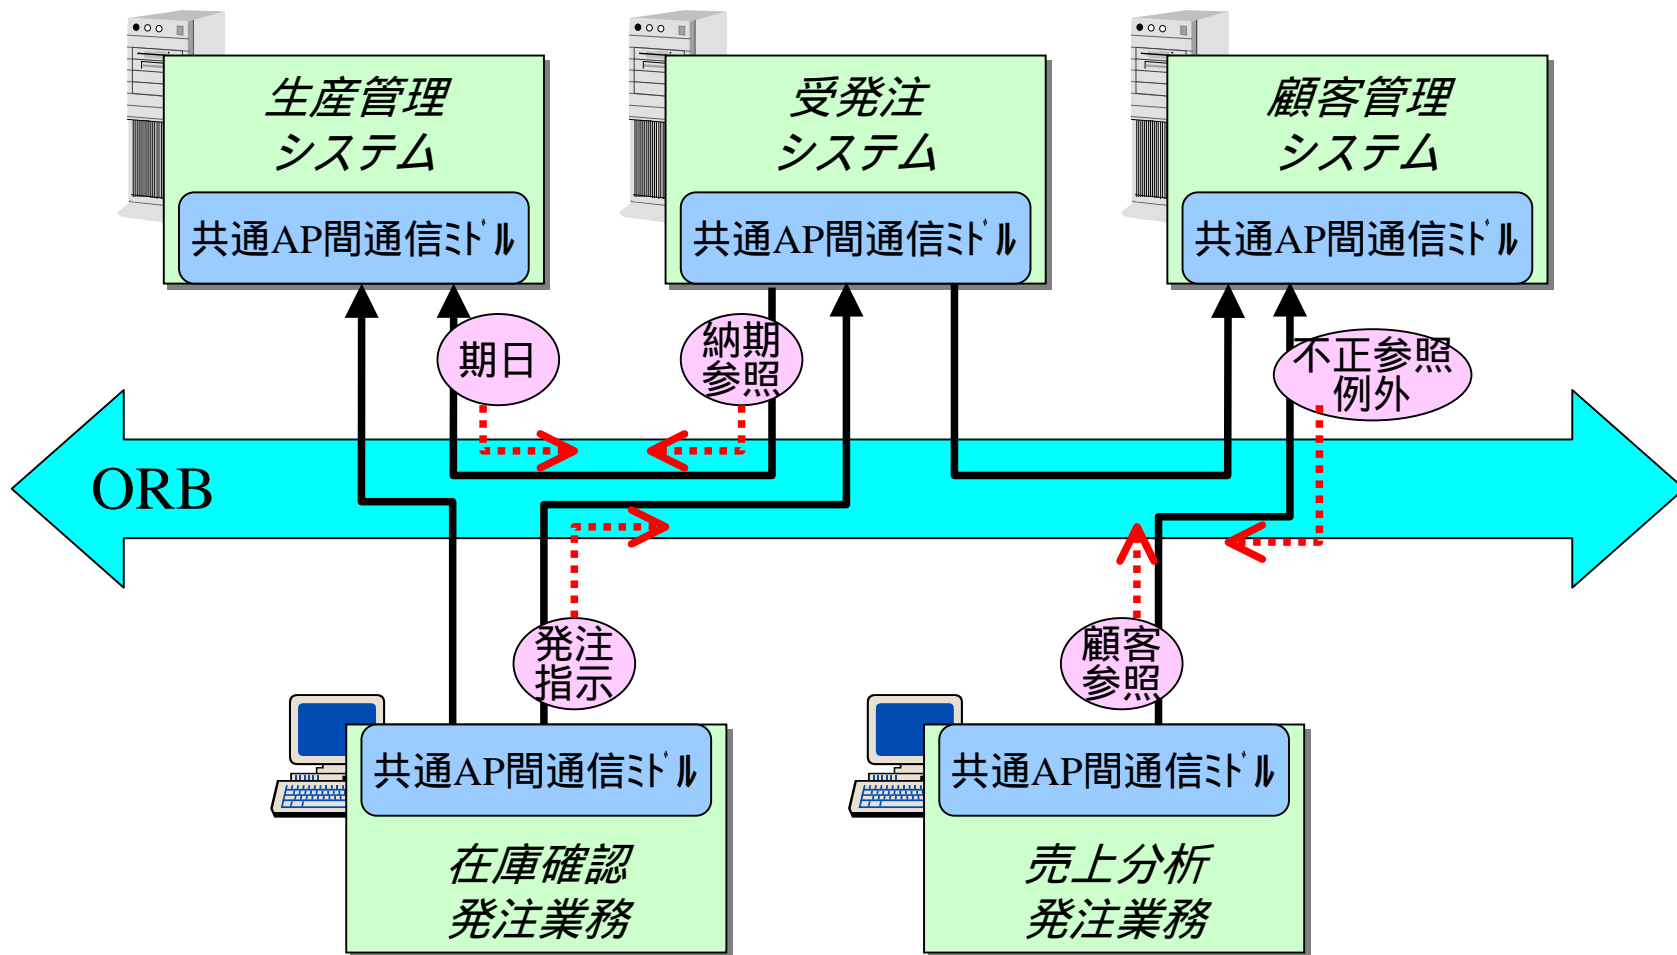 生産管理
システム
共通AP間通信ﾐﾄﾞﾙ
受発注
システム
共通AP間通信ﾐﾄﾞﾙ
顧客管理
システム
共通AP間通信ﾐﾄﾞﾙ
期日
納期
参照
不正参照
例外
ORB
発注
指示
顧客
参照
共通AP間通信ﾐﾄﾞﾙ
在庫確認
発注業務
共通AP間通信ﾐﾄﾞﾙ
売上分析
発注業務